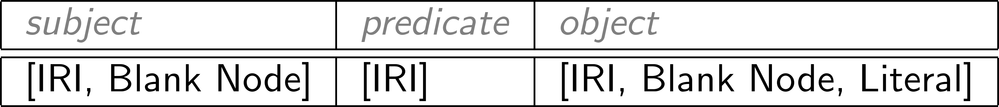 subject predicate object
[IRI, Blank Node] [IRI] [IRI, Blank Node, Literal]